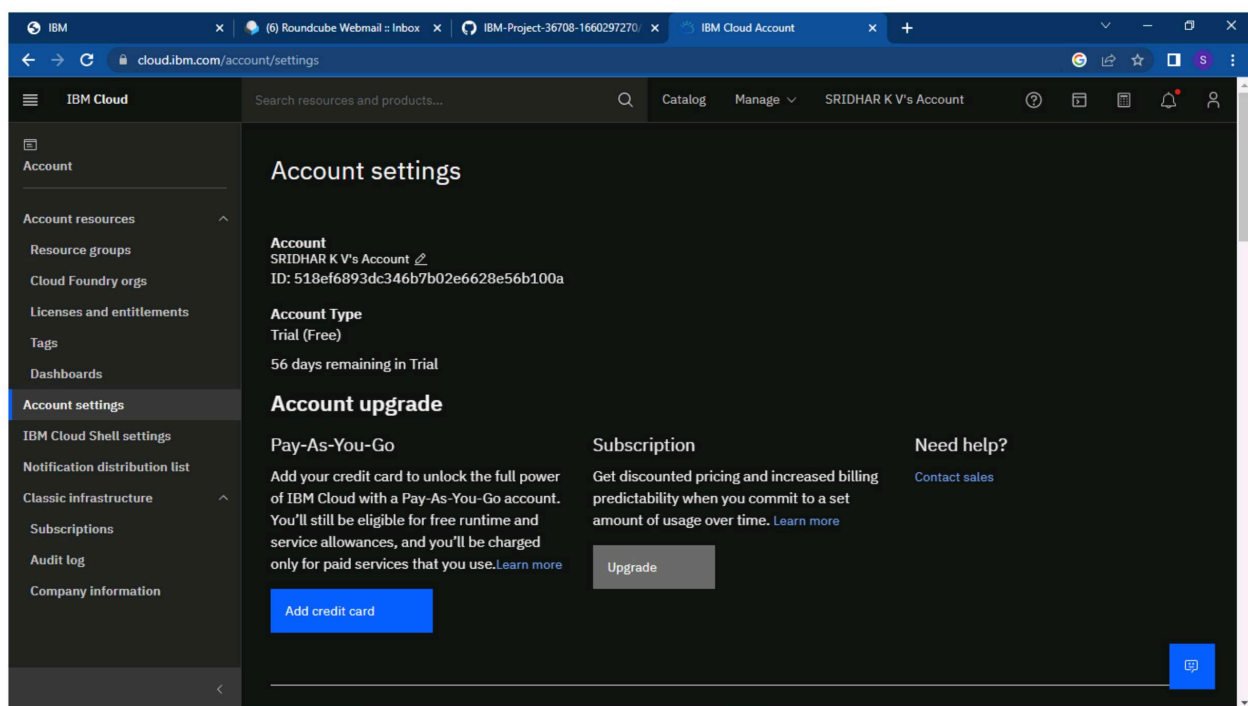 IBM
(6) Roundcube Webmail :: Inbox
IBM-Project-36708-1660297270/
IBM Cloud Account
cloud.ibm.com/account/settings
S
IBM Cloud
Search resources and products...
Catalog
Manage
SRIDHAR K V's Account
Account
Account resources
Resource groups
Cloud Foundry orgs
Licenses and entitlements
Tags
Dashboards
Account settings
IBM Cloud Shell settings
Notification distribution list
Classic infrastructure
Subscriptions
Audit log
Company information
Account settings
Account
SRIDHAR K V's Account
ID: 518ef6893dc346b7b02e6628e56b100a
Account Type
Trial (Free)
56 days remaining in Trial
Account upgrade
Pay-As-You-Go
Add your credit card to unlock the full power
of IBM Cloud with a Pay-As-You-Go account.
You'll still be eligible for free runtime and
service allowances, and you'll be charged
only for paid services that you use.Learn more
Add credit card
Subscription
Get discounted pricing and increased billing
predictability when you commit to a set
amount of usage over time. Learn more
Upgrade
Need help?
Contact sales